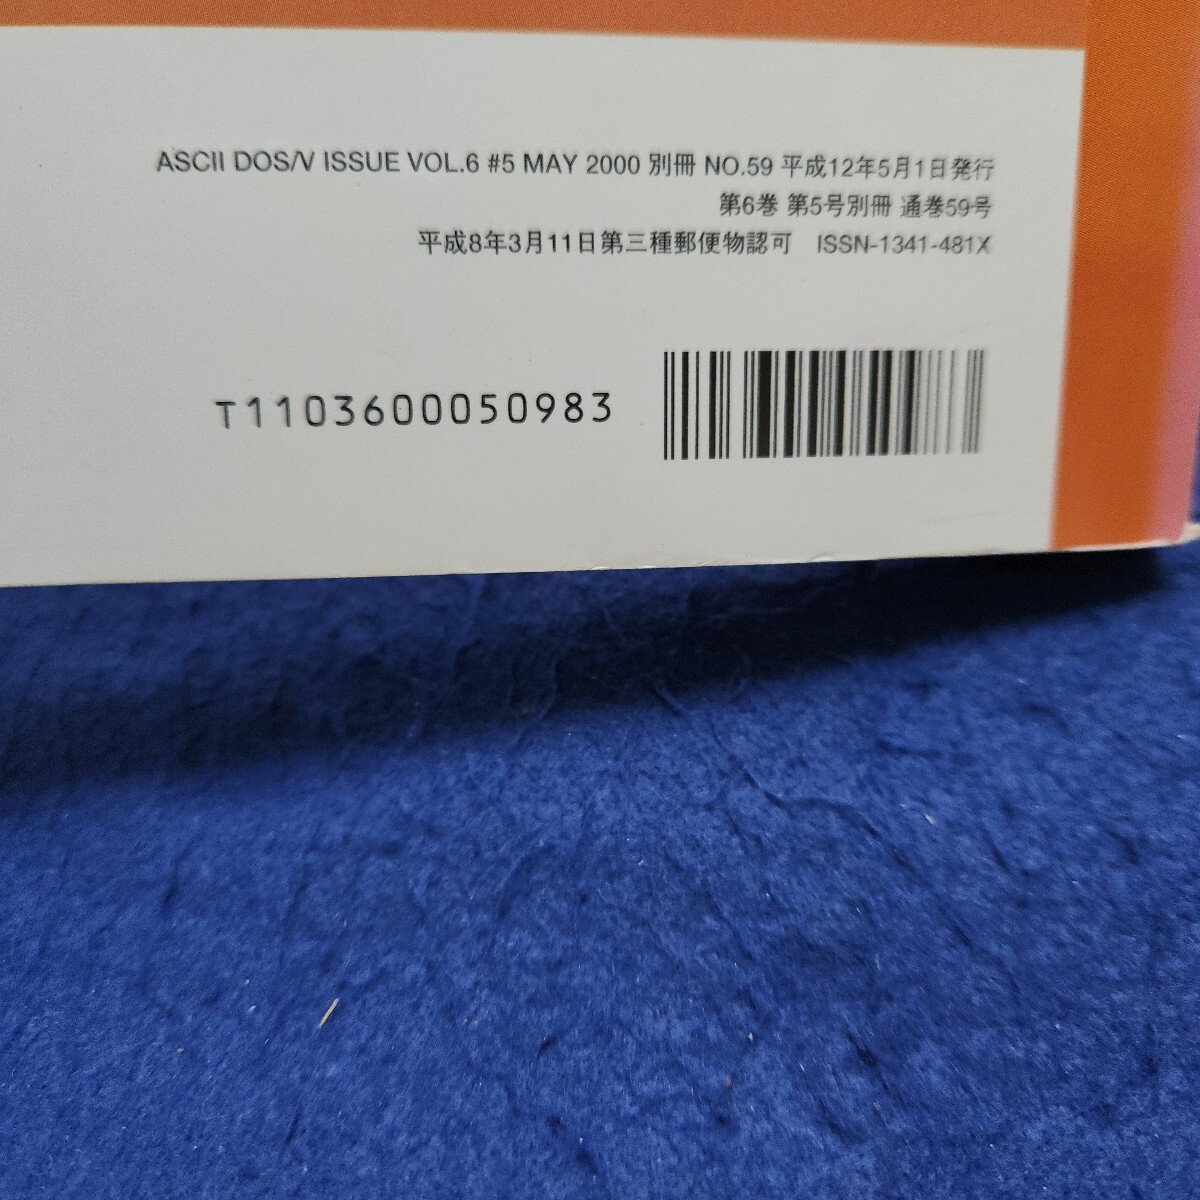 ASCII DOS/V ISSUE VOL.6 #5 MAY 2000 別冊 NO.59 平成12年5月1日発行
第6巻 第5号別冊 通巻59号
平成8年3月11日第三種郵便物認可 ISSN-1341-481X
T1103600050983